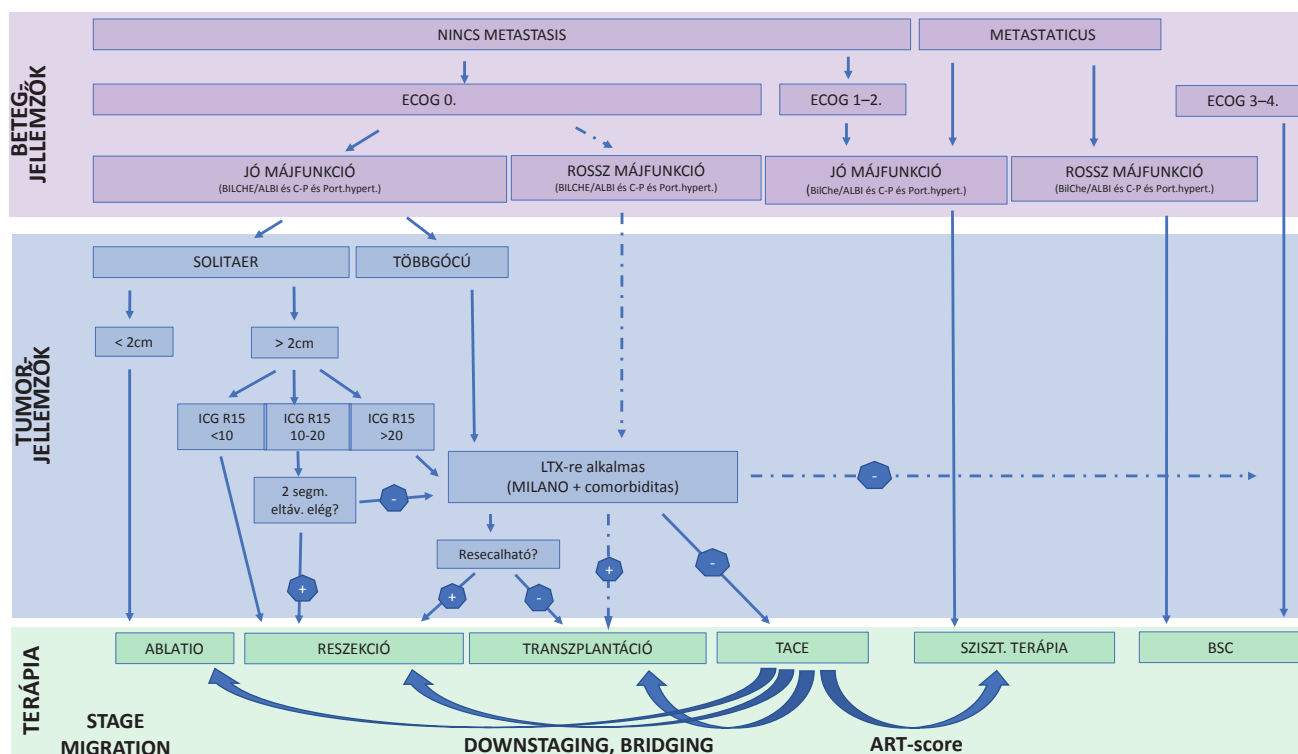 BETEG-
JELLEMZŐK
NINCS METASTASIS
METASTATICUS
ECOG 0.
ECOG 1–2.
ECOG 3–4.
JÓ MÁJFUNKCIÓ
(BILCHE/ALBI és C-P és Port.hypert.)
ROSSZ MÁJFUNKCIÓ
(BILCHE/ALBI és C-P és Port.hypert.)
JÓ MÁJFUNKCIÓ
(BilChe/ALBI és C-P és Port.hypert.)
ROSSZ MÁJFUNKCIÓ
(BilChe/ALBI és C-P és Port.hypert.)
TUMOR-
JELLEMZŐK
SOLITAER
TÖBBGÓCÚ
< 2cm
> 2cm
ICG R15
<10
ICG R15
10-20
ICG R15
>20
2 segm.
eltáv. elég?
-
LTX-re alkalmas
(MILANO + comorbiditas)
-
Resecalható?
+
+
-
+
-
TERÁPIA
ABLATIO
RESZEKCIÓ
TRANSZPLANTÁCIÓ
TACE
SZISZT. TERÁPIA
BSC
STAGE
MIGRATION
DOWNSTAGING, BRIDGING
ART-score